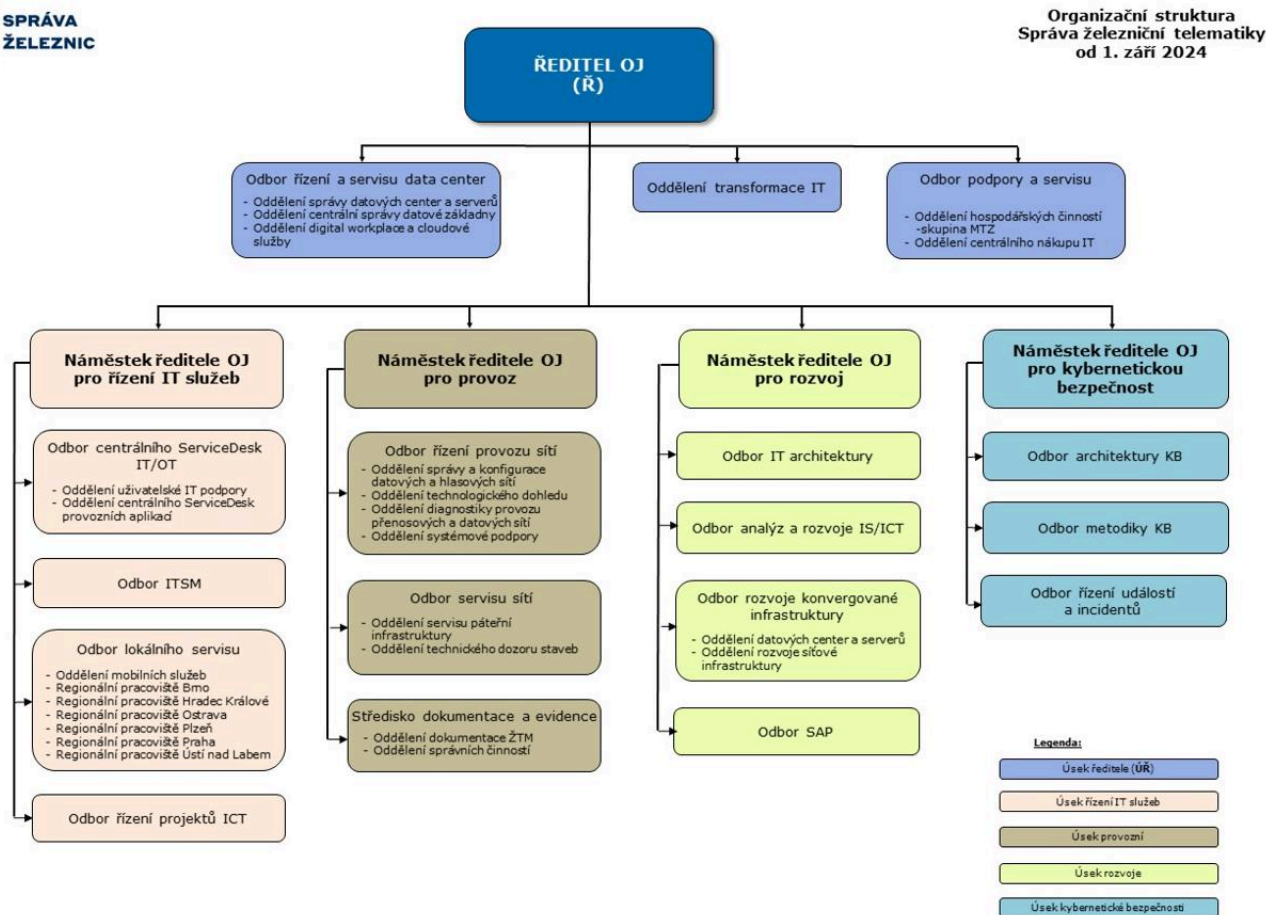 SPRÁVA
ŽELEZNIC
Organizační struktura
Správa železniční telematiky
od 1. září 2024
ŘEDITEL OJ
(Ř)
Odbor řízení a servisu data center
- Oddělení správy datových center a serverů
- Oddělení centrální správy datové základny
- Oddělení digital workplace a cloudové
služby
Oddělení transformace IT
Odbor podpory a servisu
- Oddělení hospodářských činností
-skupina MTZ
- Oddělení centrálního nákupu IT
Náměstek ředitele OJ
pro řízení IT služeb
Odbor centrálního ServiceDesk
IT/OT
- Oddělení uživatelské IT podpory
- Oddělení centrálního ServiceDesk
provozních aplikací
Odbor ITSM
Odbor lokálního servisu
- Oddělení mobilních služeb
- Regionální pracoviště Brno
- Regionální pracoviště Hradec Králové
- Regionální pracoviště Ostrava
- Regionální pracoviště Plzeň
- Regionální pracoviště Praha
- Regionální pracoviště Ústí nad Labem
Odbor řízení projektů ICT
Náměstek ředitele OJ
pro provoz
Odbor řízení provozu sítí
- Oddělení správy a konfigurace
datových a hlasových sítí
- Oddělení technologického dohledu
- Oddělení diagnostiky provozu
přenosových a datových sítí
- Oddělení systémové podpory
Odbor servisu sítí
- Oddělení servisu páteřní
infrastruktury
- Oddělení technického dozoru staveb
Středisko dokumentace a evidence
- Oddělení dokumentace ŽTM
- Oddělení správních činností
Náměstek ředitele OJ
pro rozvoj
Odbor IT architektury
Odbor analýz a rozvoje IS/ICT
Odbor rozvoje konvergované
infrastruktury
- Oddělení datových center a serverů
- Oddělení rozvoje síťové
infrastruktury
Odbor SAP
Náměstek ředitele OJ
pro kybernetickou
bezpečnost
Odbor architektury KB
Odbor metodiky KB
Odbor řízení událostí
a incidentů
Legenda:
Úsek ředitele (ÚŘ)
Úsek řízení IT služeb
Úsek provozní
Úsek rozvoje
Úsek kybernetické bezpečnosti